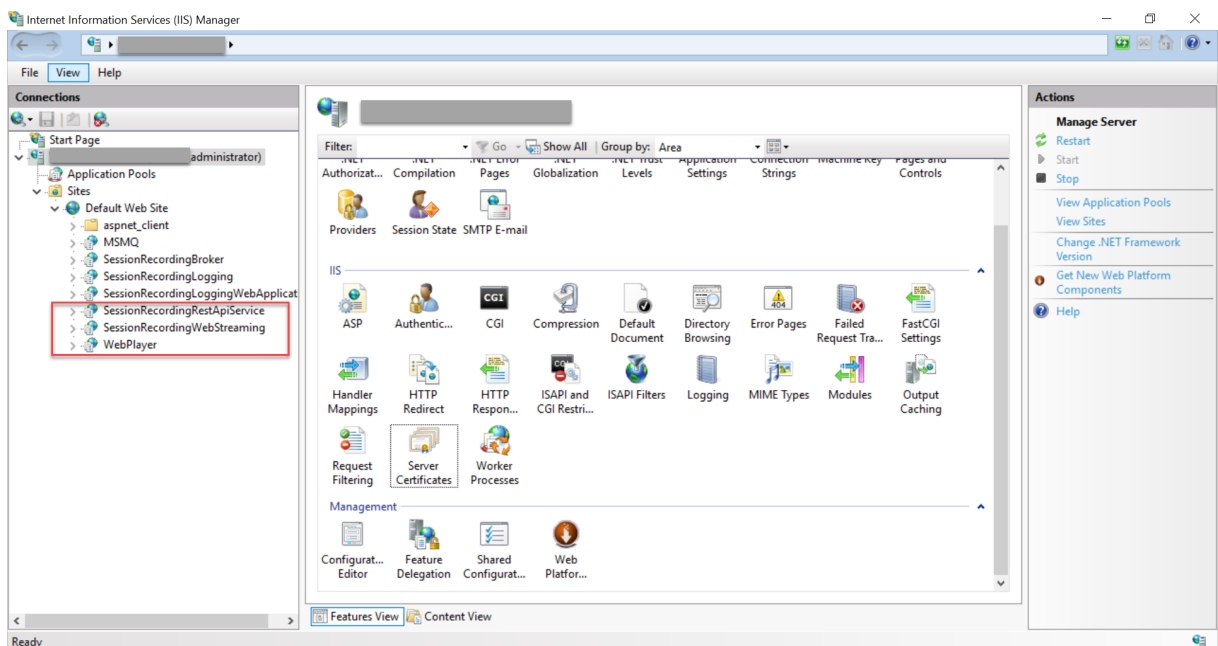 Internet Information Services (IIS) Manager
File View Help
Connections
Start Page
administrator)
Application Pools
Sites
Default Web Site
aspnet_client
MSMQ
SessionRecordingBroker
SessionRecordingLogging
SessionRecordingLoggingWebApplicat
SessionRecordingRestApiService
SessionRecordingWebStreaming
WebPlayer
Filter: Go Show All Group by: Area
.NET .NET .NET Error .NET .NET Trust Application Connection Machine Key Pages and
Authorizat... Compilation Pages Globalization Levels Settings Strings Controls
Providers Session State SMTP E-mail
IIS
CGI
404
ASP Authentic... CGI Compression Default Directory Error Pages Failed FastCGI
Document Browsing Request Tra... Settings
Handler HTTP HTTP ISAPI and ISAPI Filters Logging MIME Types Modules Output
Mappings Redirect Respon... CGI Restri... Caching
Request Server Worker
Filtering Certificates Processes
Management
Configurat... Feature Shared Web
Editor Delegation Configurat... Platfor...
Features View Content View
Actions
Manage Server
Restart
Start
Stop
View Application Pools
View Sites
Change .NET Framework
Version
Get New Web Platform
Components
Help
Ready